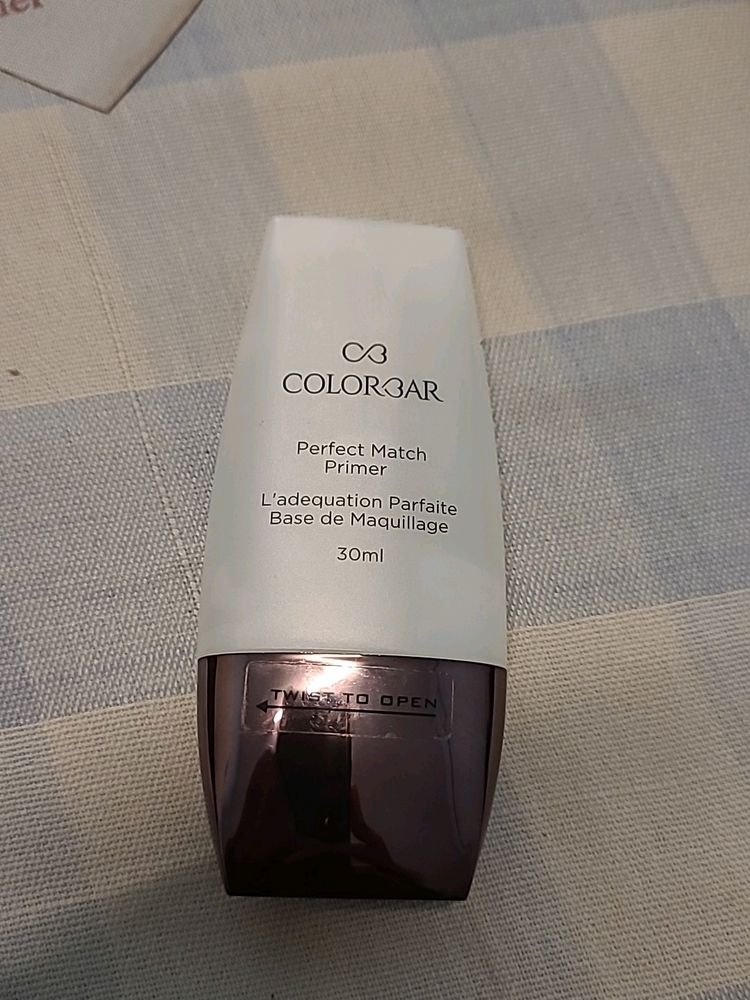 COLORBAR
Perfect Match
Primer
L'adequation Parfaite
Base de Maquillage
30ml
TWIST TO OPEN